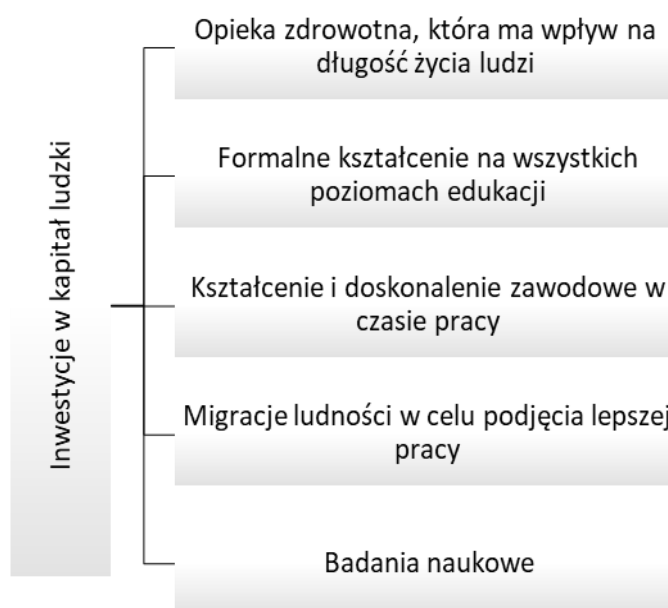 Inwestycje w kapitał ludzki
Opieka zdrowotna, która ma wpływ na
długość życia ludzi
Formalne kształcenie na wszystkich
poziomach edukacji
Kształcenie i doskonalenie zawodowe w
czasie pracy
Migracje ludności w celu podjęcia lepszej
pracy
Badania naukowe